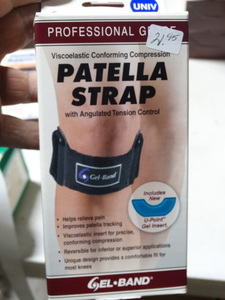 UNIV
PROFESSIONAL
21.95
Viscoelastic Conforming Compression
PATELLA
STRAP
with Angulated Tension Control
Gel-Band
Includes
New
U-Point
Gel Insert
• Helps relieve pain
• Improves patella tracking
• Viscoelastic insert for precise,
conforming compression
• Reversible for inferior or superior applications
• Unique design provides a comfortable fit for
most knees
GEL•BAND